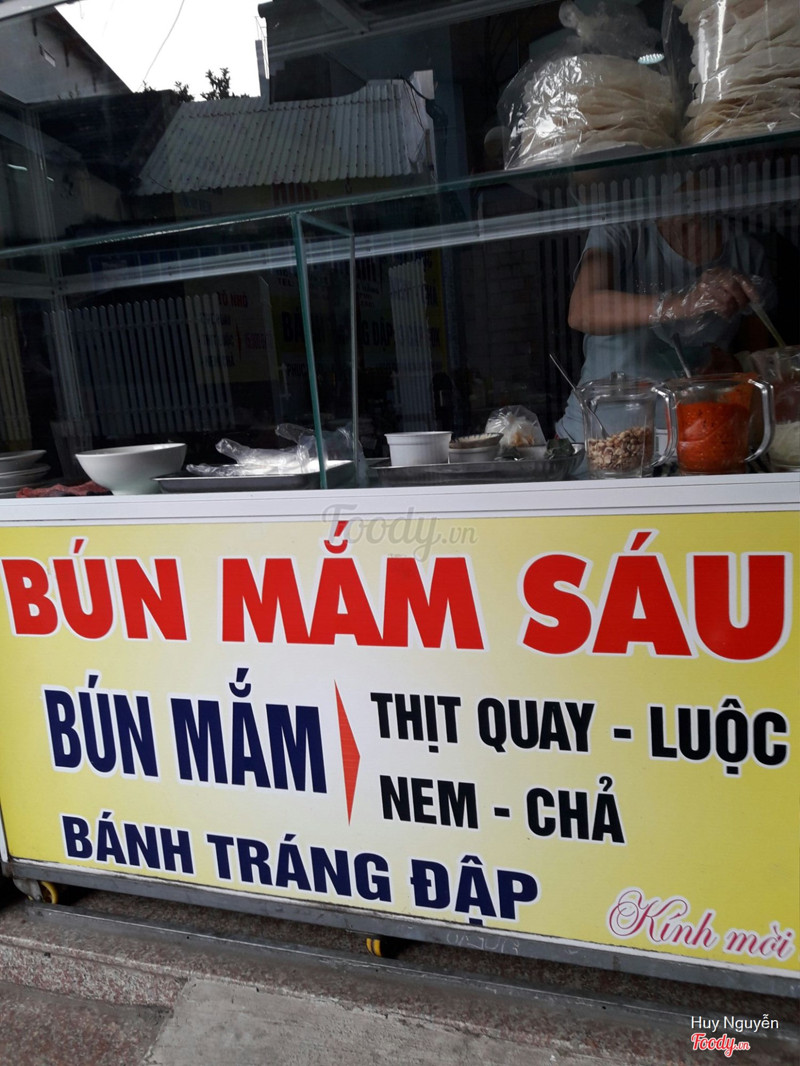 Foody.vn
BÚN MẮM SÁU
BÚN MẮM
THỊT QUAY - LUỘC
NEM - CHẢ
BÁNH TRÁNG ĐẬP
Kính mời
Huy Nguyễn
Foody.vn